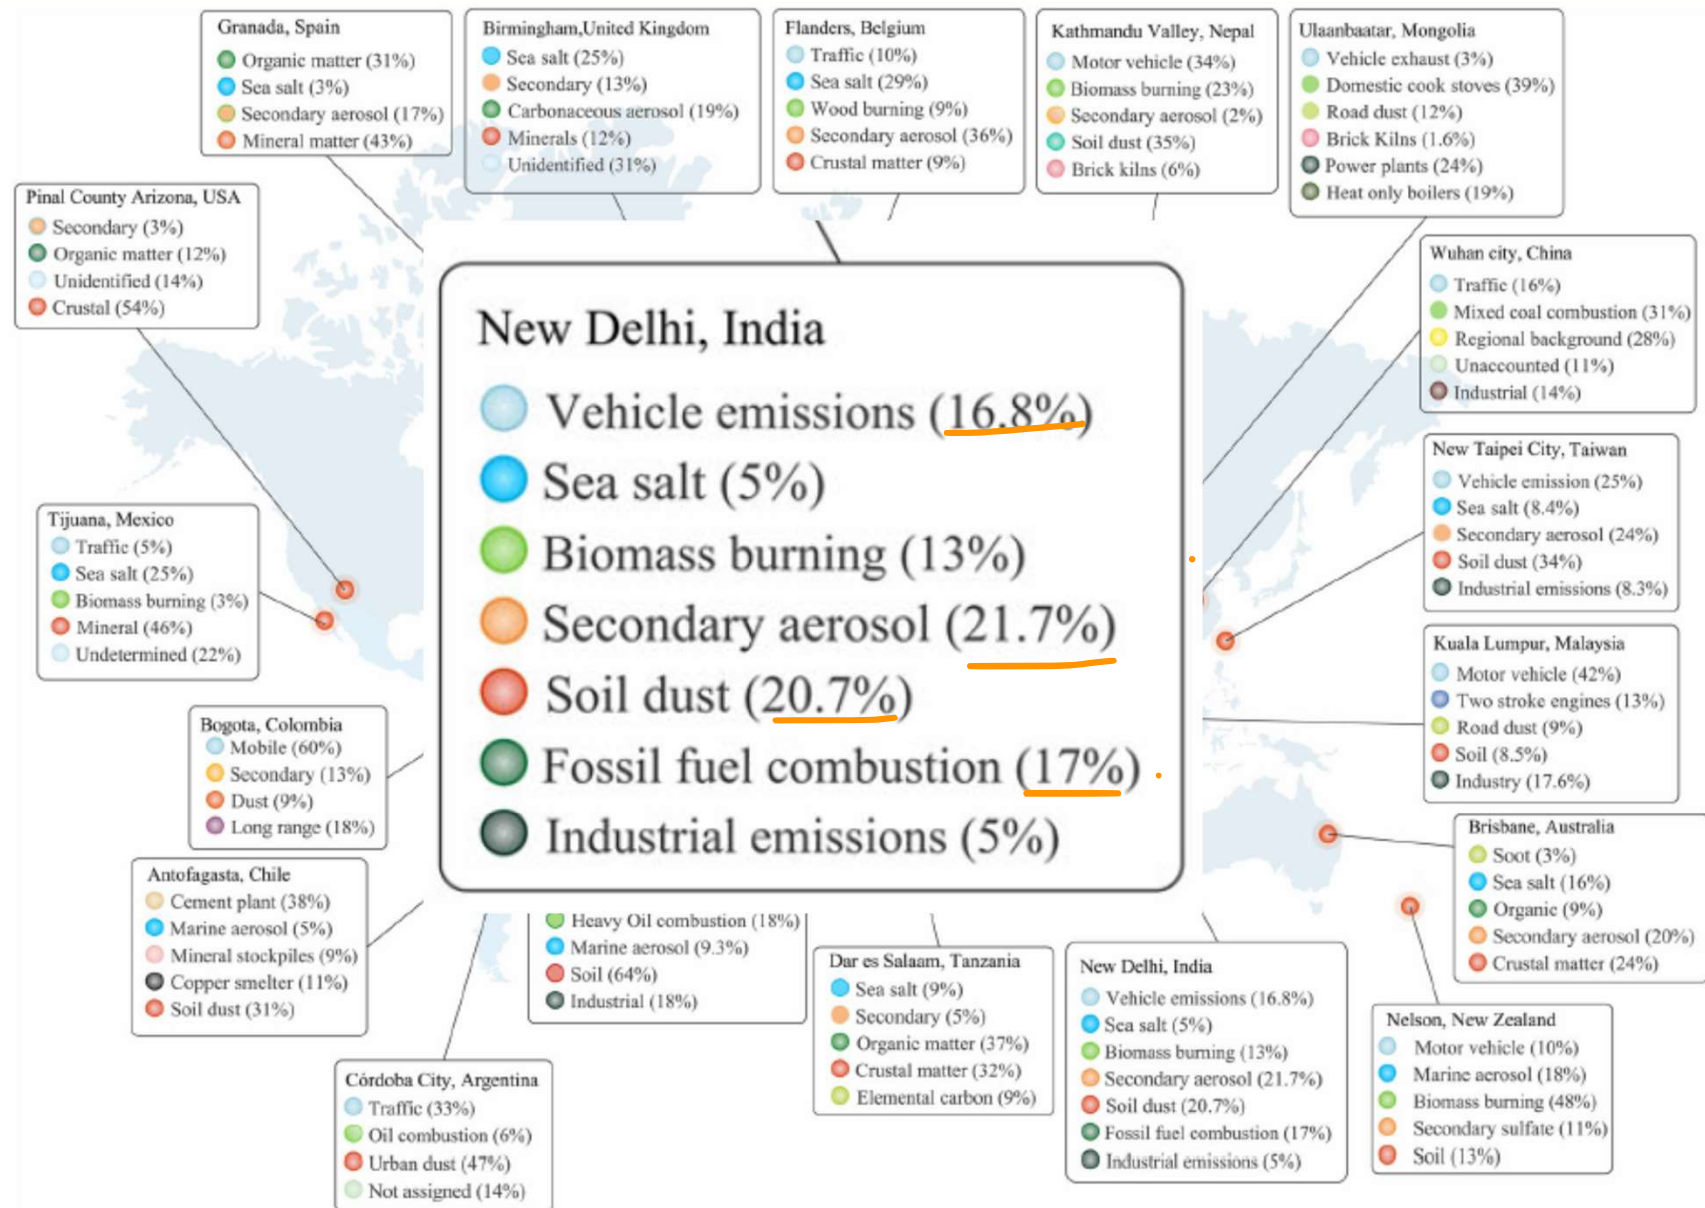 Granada, Spain
Organic matter (31%)
Sea salt (3%)
Secondary aerosol (17%)
Mineral matter (43%)
Birmingham,United Kingdom
Sea salt (25%)
Secondary (13%)
Carbonaceous aerosol (19%)
Minerals (12%)
Unidentified (31%)
Flanders, Belgium
Traffic (10%)
Sea salt (29%)
Wood burning (9%)
Secondary aerosol (36%)
Crustal matter (9%)
Kathmandu Valley, Nepal
Motor vehicle (34%)
Biomass burning (23%)
Secondary aerosol (2%)
Soil dust (35%)
Brick kilns (6%)
Ulaanbaatar, Mongolia
Vehicle exhaust (3%)
Domestic cook stoves (39%)
Road dust (12%)
Brick Kilns (1.6%)
Power plants (24%)
Heat only boilers (19%)
Pinal County Arizona, USA
Secondary (3%)
Organic matter (12%)
Unidentified (14%)
Crustal (54%)
New Delhi, India
Vehicle emissions (16.8%)
Sea salt (5%)
Biomass burning (13%)
Secondary aerosol (21.7%)
Soil dust (20.7%)
Fossil fuel combustion (17%)
Industrial emissions (5%)
Wuhan city, China
Traffic (16%)
Mixed coal combustion (31%)
Regional background (28%)
Unaccounted (11%)
Industrial (14%)
New Taipei City, Taiwan
Vehicle emission (25%)
Sea salt (8.4%)
Secondary aerosol (24%)
Soil dust (34%)
Industrial emissions (8.3%)
Tijuana, Mexico
Traffic (5%)
Sea salt (25%)
Biomass burning (3%)
Mineral (46%)
Undetermined (22%)
Kuala Lumpur, Malaysia
Motor vehicle (42%)
Two stroke engines (13%)
Road dust (9%)
Soil (8.5%)
Industry (17.6%)
Bogota, Colombia
Mobile (60%)
Secondary (13%)
Dust (9%)
Long range (18%)
Brisbane, Australia
Soot (3%)
Sea salt (16%)
Organic (9%)
Secondary aerosol (20%)
Crustal matter (24%)
Antofagasta, Chile
Cement plant (38%)
Marine aerosol (5%)
Mineral stockpiles (9%)
Copper smelter (11%)
Soil dust (31%)
Heavy Oil combustion (18%)
Marine aerosol (9.3%)
Soil (64%)
Industrial (18%)
Dar es Salaam, Tanzania
Sea salt (9%)
Secondary (5%)
Organic matter (37%)
Crustal matter (32%)
Elemental carbon (9%)
New Delhi, India
Vehicle emissions (16.8%)
Sea salt (5%)
Biomass burning (13%)
Secondary aerosol (21.7%)
Soil dust (20.7%)
Fossil fuel combustion (17%)
Industrial emissions (5%)
Nelson, New Zealand
Motor vehicle (10%)
Marine aerosol (18%)
Biomass burning (48%)
Secondary sulfate (11%)
Soil (13%)
Córdoba City, Argentina
Traffic (33%)
Oil combustion (6%)
Urban dust (47%)
Not assigned (14%)